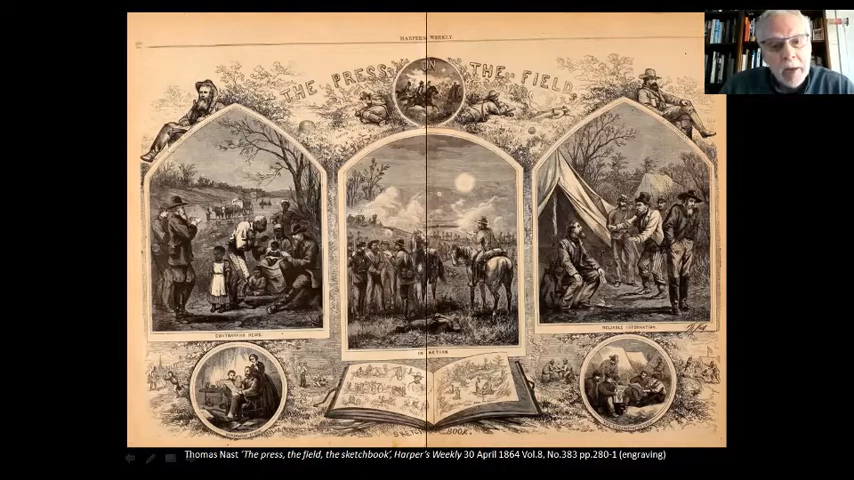 HARPER'S WEEKLY.
THE PRESS IN THE FIELD.
CONTRABAND NEWS.
IN ACTION.
RELIABLE INFORMATION.
SKETCH BOOK.
Thomas Nast 'The press, the field, the sketchbook', Harper's Weekly 30 April 1864 Vol.8, No.383 pp.280-1 (engraving)